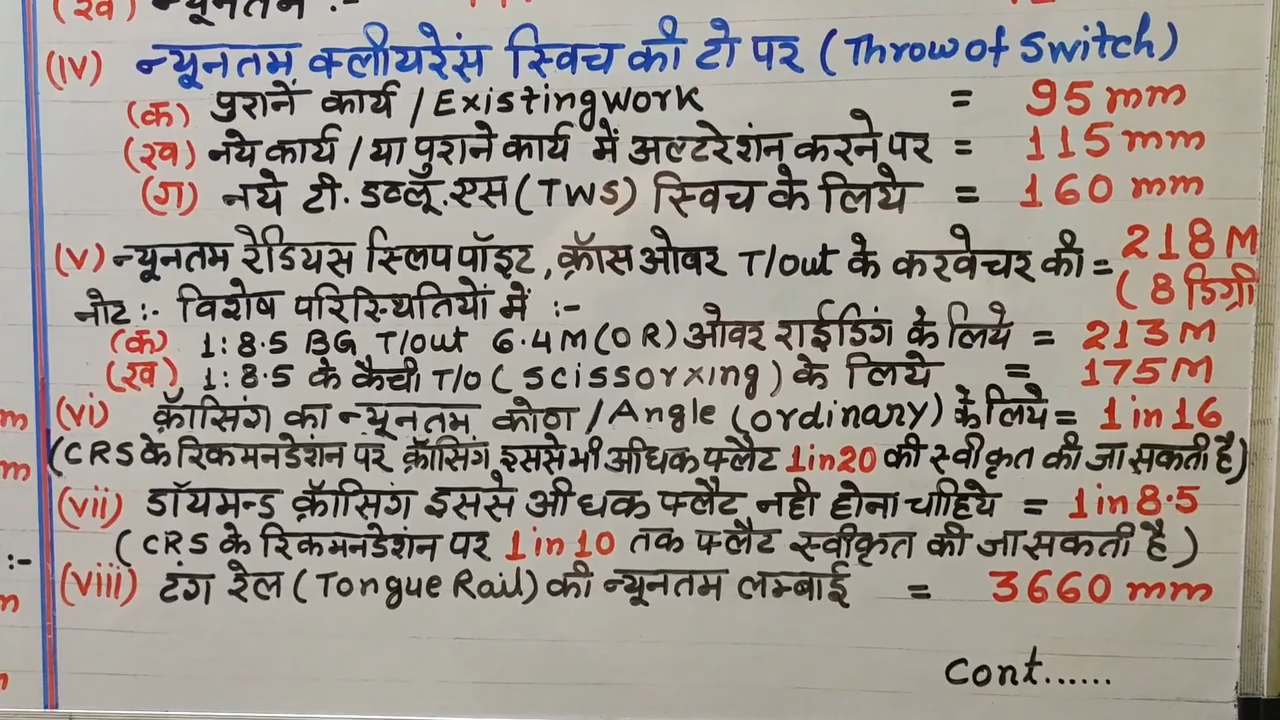 (ख) न्यूनतम :-
(iv) न्यूनतम क्लीयरेंस स्विच की टो पर (Throw of Switch)
(क) पुराने कार्य / Existing work = 95 mm
(ख) नये कार्य / या पुराने कार्य में अल्टरेशन करने पर = 115 mm
(ग) नये टी. डब्लू. एस (TWS) स्विच के लिये = 160 mm
(v) न्यूनतम रेडियस स्लिप पॉइट, क्रॉस ओवर T/out के करवेचर की = 218 M
(8 डिग्री
नोट :- विशेष परिस्थितियों में :-
(क) 1:8.5 BG T/out 6.4 M (OR) ओवर राईडिंग के लिये = 213 M
(ख) 1:8.5 के कैची T/O (scissor xing) के लिये = 175 M
(vi) क्रॉसिंग का न्यूनतम कोण / Angle (ordinary) के लिये = 1 in 16
(CRS के रिकमनडेशन पर क्रॉसिंग इससे भी अधिक फ्लैट 1 in 20 की स्वीकृत की जा सकती है)
(vii) डॉयमन्ड क्रॉसिंग इससे अधिक फ्लैट नही होना चाहिये = 1 in 8.5
(CRS के रिकमनडेशन पर 1 in 10 तक फ्लैट स्वीकृत की जा सकती है)
(viii) टंग रेल (Tongue Rail) की न्यूनतम लम्बाई = 3660 mm
cont......